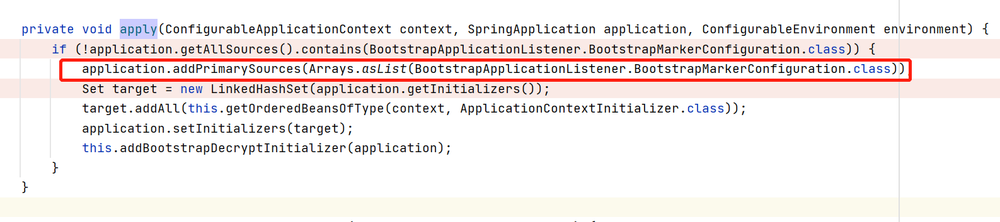 private void apply(ConfigurableApplicationContext context, SpringApplication application, ConfigurableEnvironment environment) {
if (!application.getAllSources().contains(BootstrapApplicationListener.BootstrapMarkerConfiguration.class)) {
application.addPrimarySources(Arrays.asList(BootstrapApplicationListener.BootstrapMarkerConfiguration.class))
Set target = new LinkedHashSet(application.getInitializers());
target.addAll(this.getOrderedBeansOfType(context, ApplicationContextInitializer.class));
application.setInitializers(target);
this.addBootstrapDecryptInitializer(application);
}
}